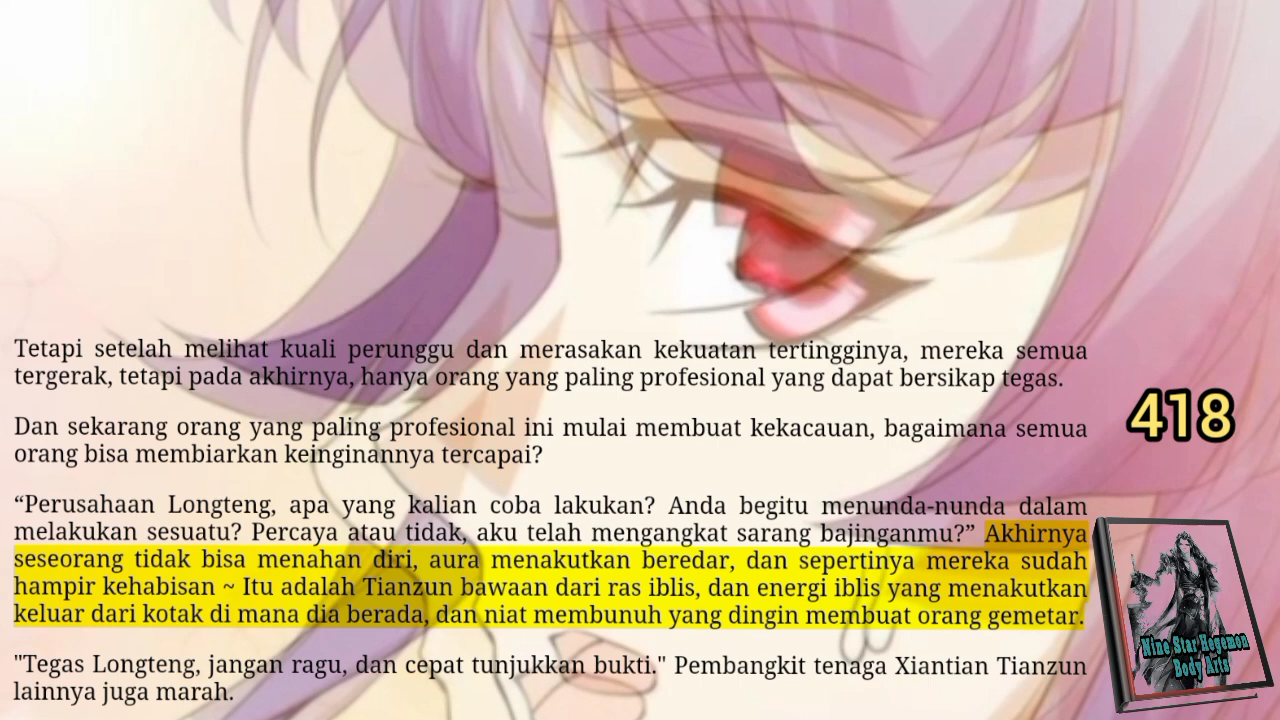 Tetapi setelah melihat kuali perunggu dan merasakan kekuatan tertingginya, mereka semua
tergerak, tetapi pada akhirnya, hanya orang yang paling profesional yang dapat bersikap tegas.
Dan sekarang orang yang paling profesional ini mulai membuat kekacauan, bagaimana semua
orang bisa membiarkan keinginannya tercapai?
“Perusahaan Longteng, apa yang kalian coba lakukan? Anda begitu menunda-nunda dalam
melakukan sesuatu? Percaya atau tidak, aku telah mengangkat sarang bajinganmu?” Akhirnya
seseorang tidak bisa menahan diri, aura menakutkan beredar, dan sepertinya mereka sudah
hampir kehabisan ~ Itu adalah Tianzun bawaan dari ras iblis, dan energi iblis yang menakutkan
keluar dari kotak di mana dia berada, dan niat membunuh yang dingin membuat orang gemetar.
"Tegas Longteng, jangan ragu, dan cepat tunjukkan bukti." Pembangkit tenaga Xiantian Tianzun
lainnya juga marah.
418
Nine Star Hegemon
Body Arts